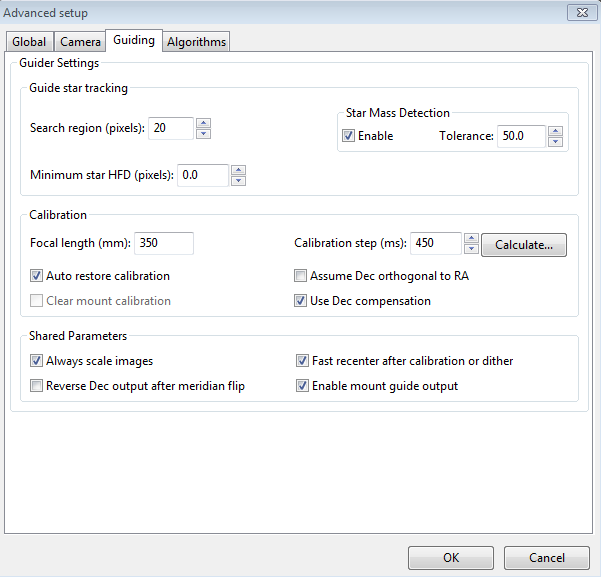 Advanced setup
Global Camera Guiding Algorithms
Guider Settings
Guide star tracking
Search region (pixels): 20
Star Mass Detection
Enable Tolerance: 50.0
Minimum star HFD (pixels): 0.0
Calibration
Focal length (mm): 350 Calibration step (ms): 450 Calculate...
Auto restore calibration Assume Dec orthogonal to RA
Clear mount calibration Use Dec compensation
Shared Parameters
Always scale images Fast recenter after calibration or dither
Reverse Dec output after meridian flip Enable mount guide output
OK Cancel